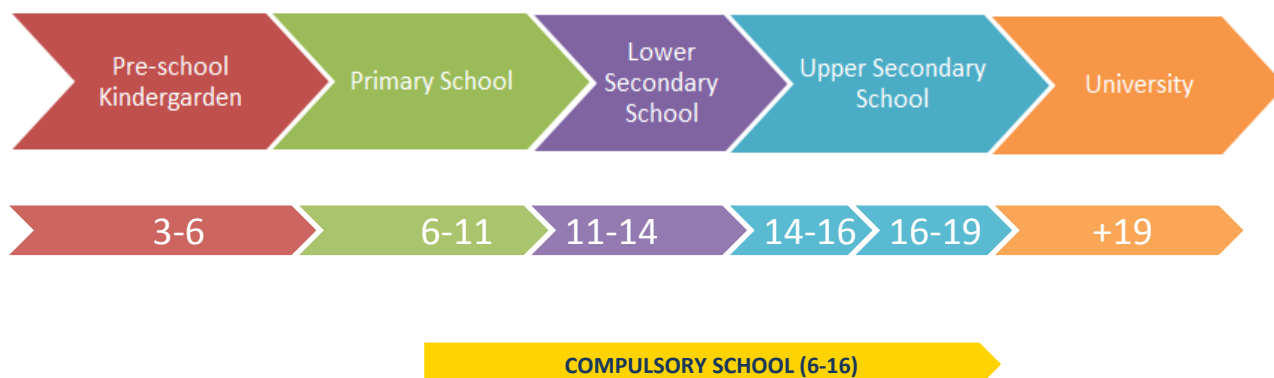 Pre-school
Kindergarden
Primary School
Lower
Secondary
School
Upper Secondary
School
University
3-6
6-11
11-14
14-16
16-19
+19
COMPULSORY SCHOOL (6-16)